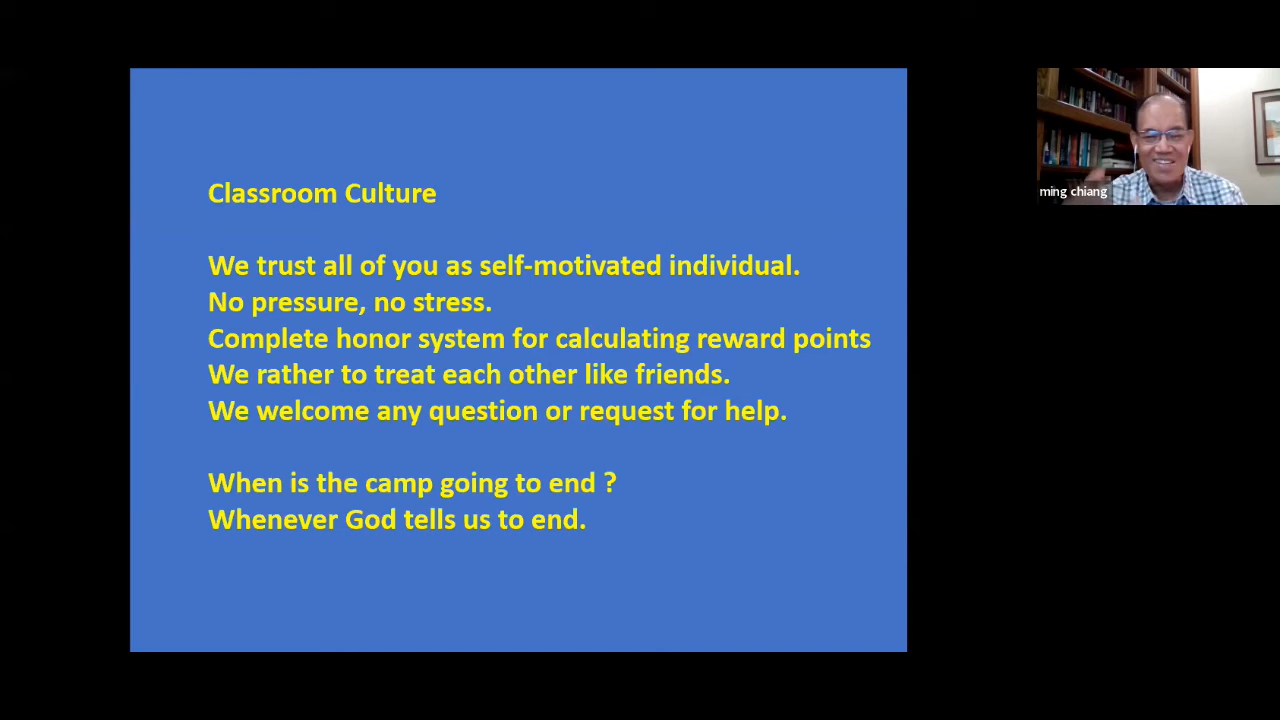 Classroom Culture
We trust all of you as self-motivated individual.
No pressure, no stress.
Complete honor system for calculating reward points
We rather to treat each other like friends.
We welcome any question or request for help.
When is the camp going to end ?
Whenever God tells us to end.
ming chiang